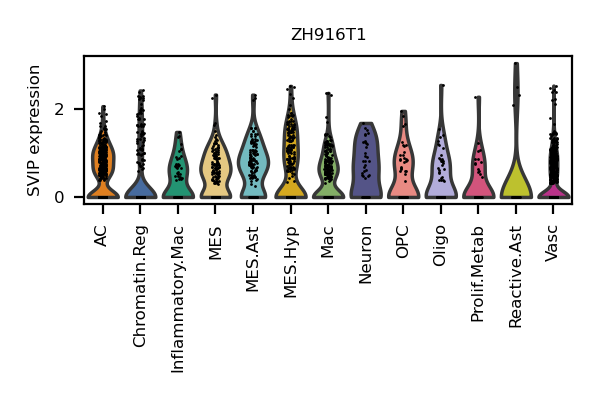 ZH916T1
SVIP expression
2
0
AC
Chromatin.Reg
Inflammatory.Mac
MES
MES.Ast
MES.Hyp
Mac
Neuron
OPC
Oligo
Prolif.Metab
Reactive.Ast
Vasc